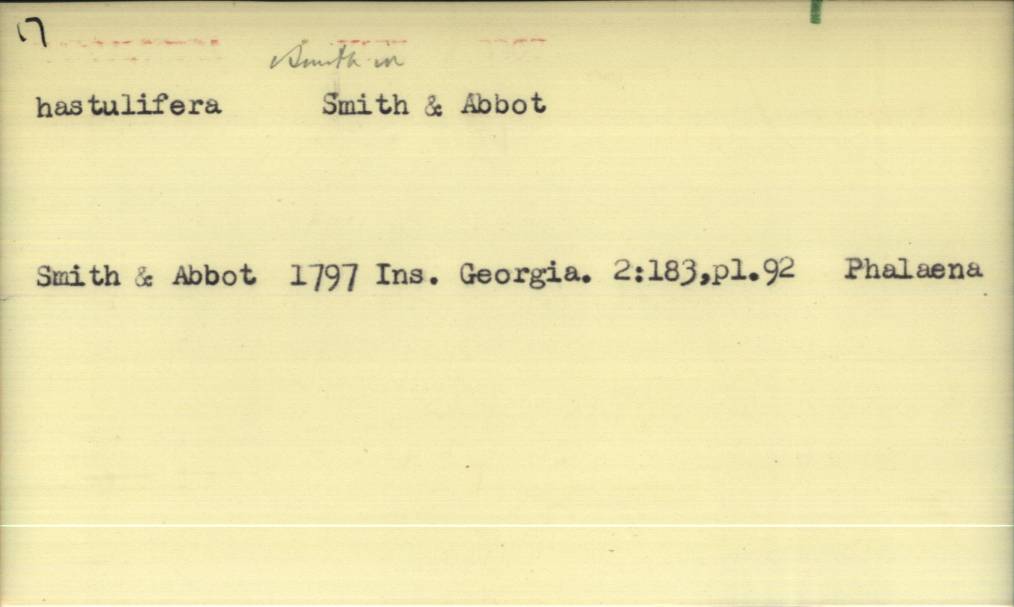 17
Smith in
hastulifera Smith & Abbot
Smith & Abbot 1797 Ins. Georgia. 2:183,pl.92 Phalaena